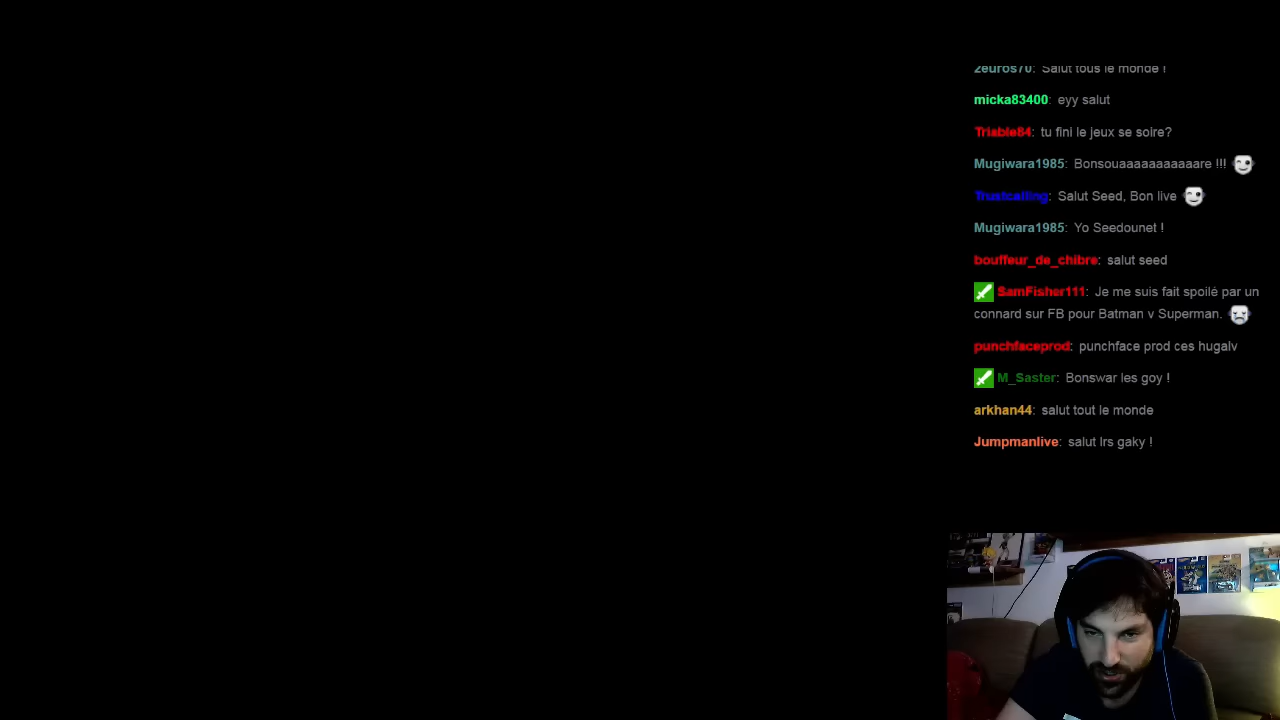 2euros70: Salut tous le monde !
micka83400: eyy salut
Triable84: tu fini le jeux se soire?
Mugiwara1985: Bonsouaaaaaaaaaaare !!!
Trustcalling: Salut Seed, Bon live
Mugiwara1985: Yo Seedounet !
bouffeur_de_chibre: salut seed
SamFisher111: Je me suis fait spoilé par un
connard sur FB pour Batman v Superman.
punchfaceprod: punchface prod ces hugalv
M_Saster: Bonswar les goy !
arkhan44: salut tout le monde
Jumpmanlive: salut lrs gaky !